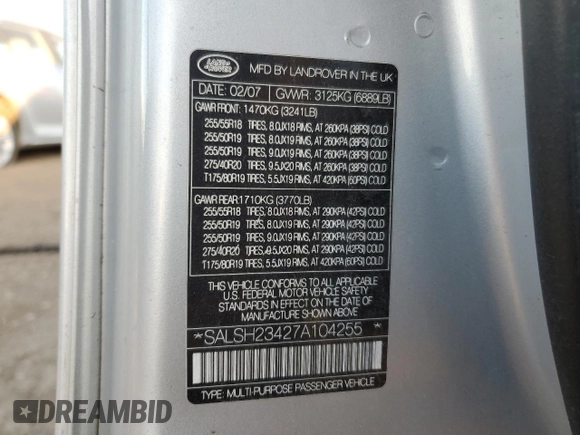 LAND ROVER
MFD BY LANDROVER IN THE UK
DATE: 02/07 GVWR: 3125KG (6889LB)
GAWR FRONT: 1470KG (3241LB)
255/55R18 TIRES, 8.0JX18 RIMS, AT 260KPA (38PSI) COLD
255/50R19 TIRES, 8.0JX19 RIMS, AT 260KPA (38PSI) COLD
255/50R19 TIRES, 9.0JX19 RIMS, AT 260KPA (38PSI) COLD
275/40R20 TIRES, 9.5JX20 RIMS, AT 260KPA (38PSI) COLD
T175/80R19 TIRES, 5.5JX19 RIMS, AT 420KPA (60PSI) COLD
GAWR REAR: 1710KG (3770LB)
255/55R18 TIRES, 8.0JX18 RIMS, AT 290KPA (42PSI) COLD
255/50R19 TIRES, 8.0JX19 RIMS, AT 290KPA (42PSI) COLD
255/50R19 TIRES, 9.0JX19 RIMS, AT 290KPA (42PSI) COLD
275/40R20 TIRES, 9.5JX20 RIMS, AT 290KPA (42PSI) COLD
T175/80R19 TIRES, 5.5JX19 RIMS, AT 420KPA (60PSI) COLD
THIS VEHICLE CONFORMS TO ALL APPLICABLE
U.S. FEDERAL MOTOR VEHICLE SAFETY
STANDARDS IN EFFECT ON THE DATE OF
MANUFACTURE SHOWN ABOVE
*SALSH23427A104255*
TYPE: MULTI-PURPOSE PASSENGER VEHICLE
DREAMBID